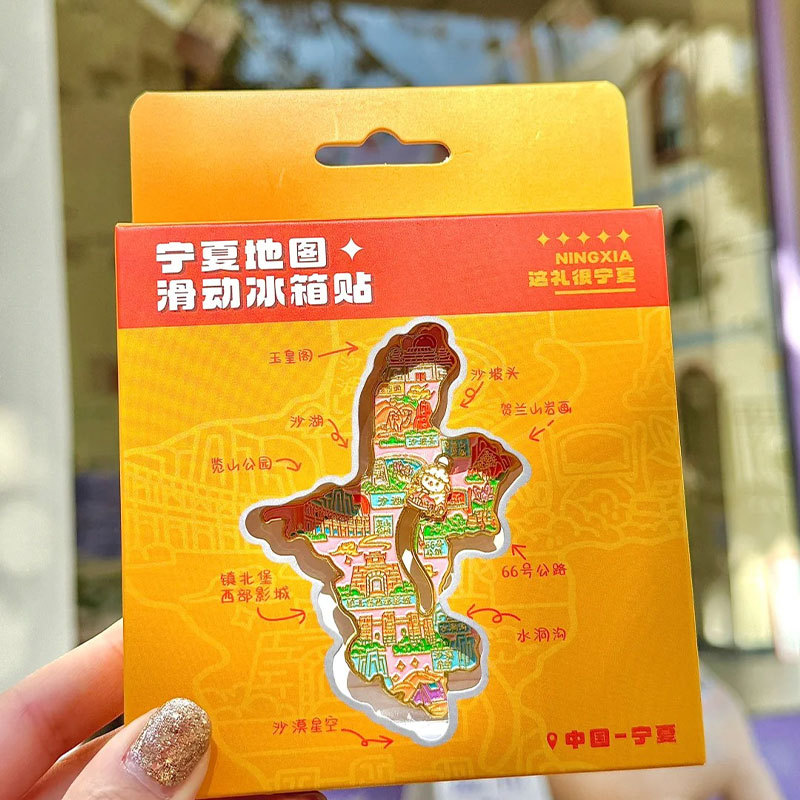 宁夏地图
滑动冰箱贴
NINGXIA
这礼很宁夏
玉皇阁
沙坡头
贺兰山岩画
沙湖
览山公园
66号公路
镇北堡
西部影城
水洞沟
沙漠星空
中国-宁夏